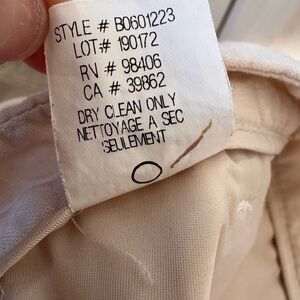 STYLE # B0601223
LOT# 190172
RV # 98406
CA # 39862
DRY CLEAN ONLY
NETTOYAGE A SEC
SEULEMENT